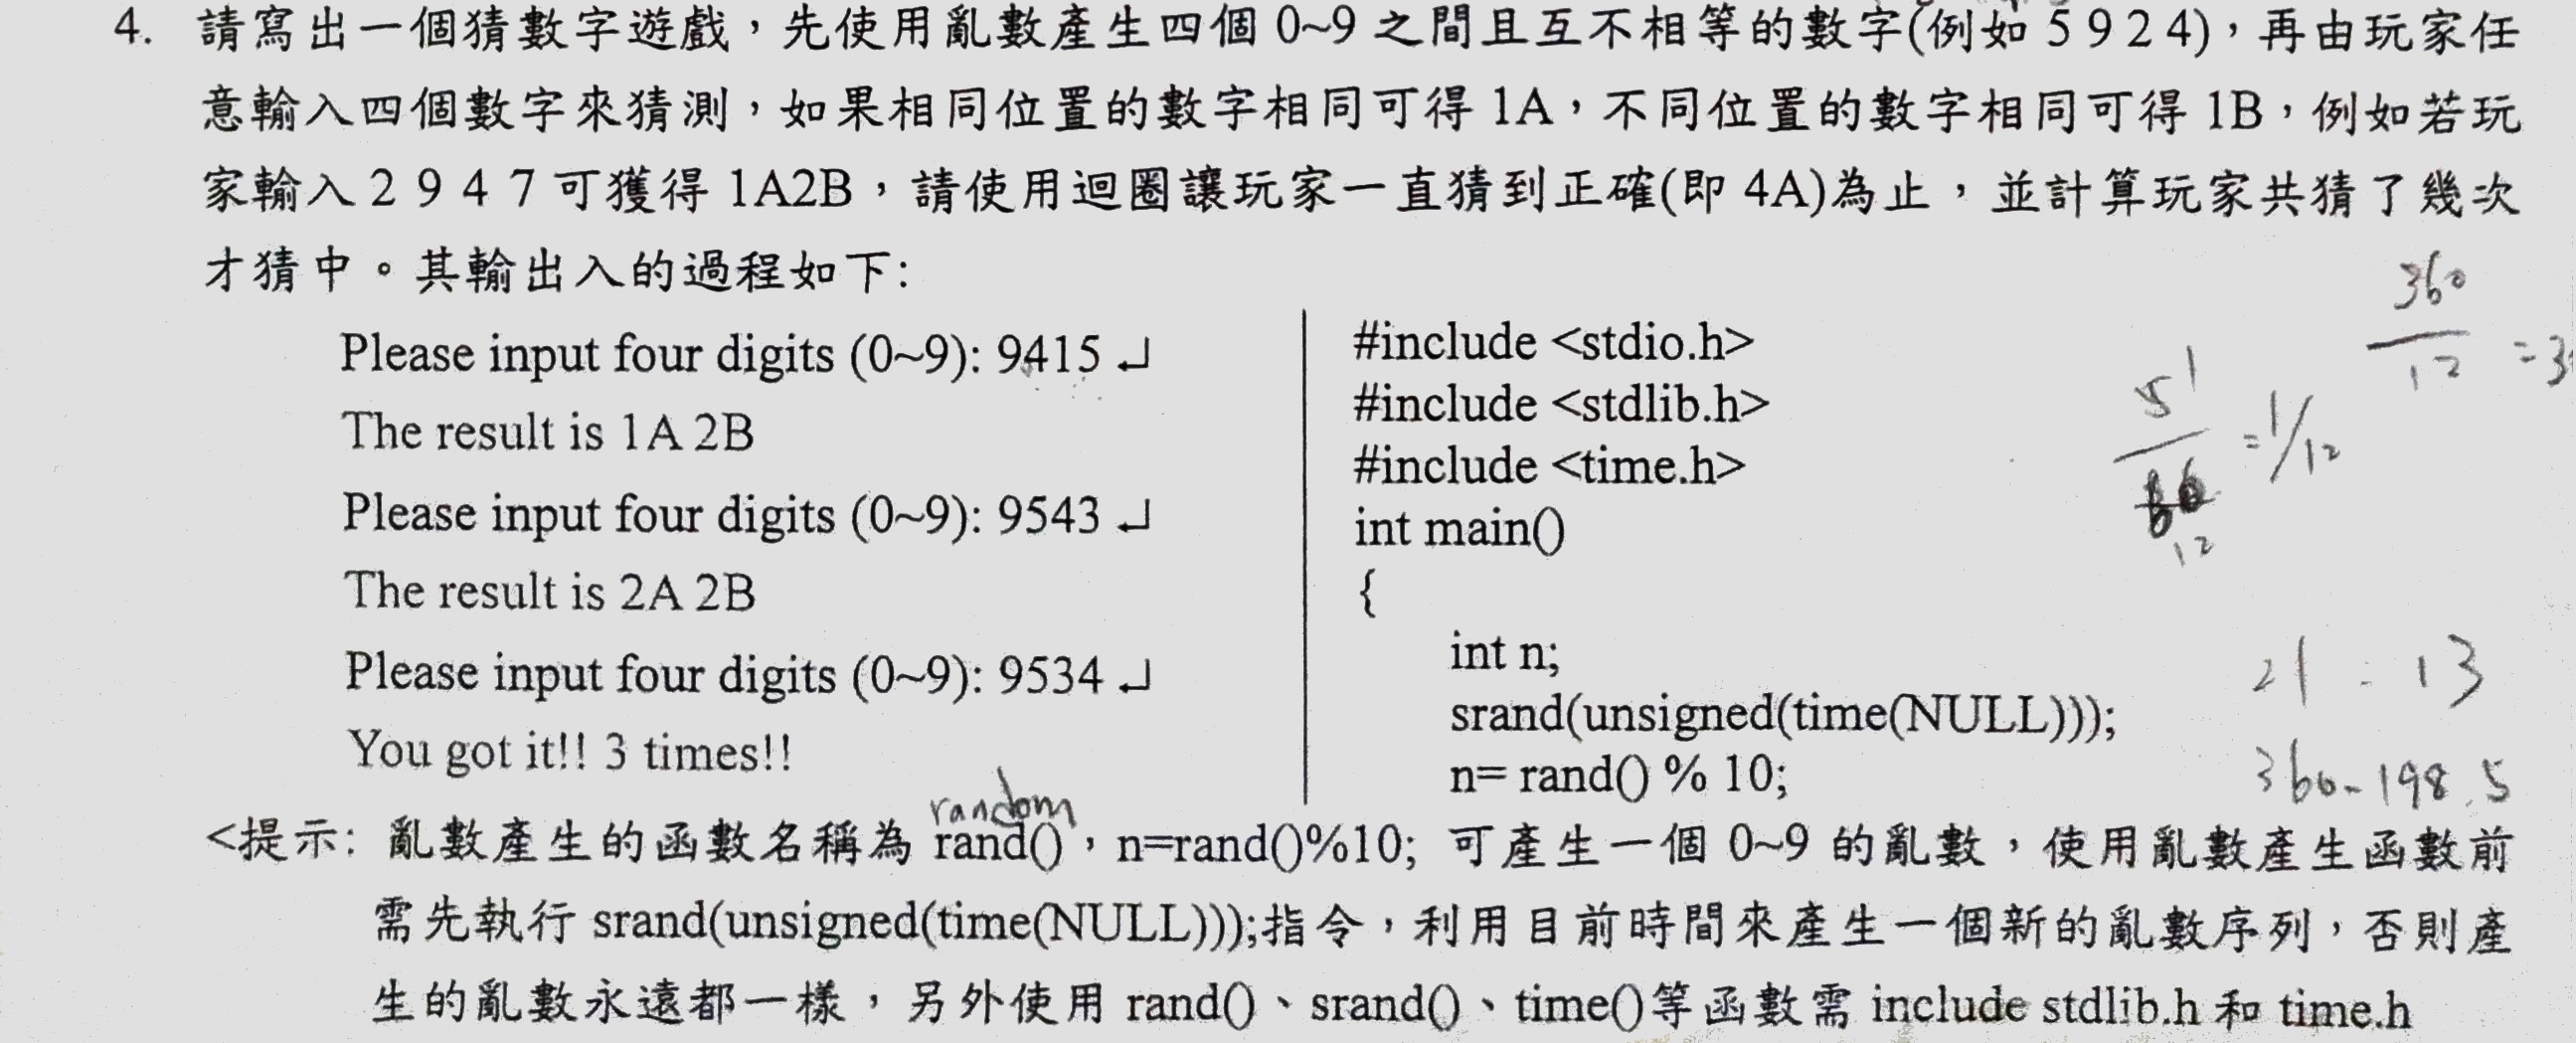 4. 請寫出一個猜數字遊戲，先使用亂數產生四個 0~9 之間且互不相等的數字(例如 5 9 2 4)，再由玩家任
意輸入四個數字來猜測，如果相同位置的數字相同可得 1A，不同位置的數字相同可得 1B，例如若玩
家輸入 2 9 4 7 可獲得 1A2B，請使用迴圈讓玩家一直猜到正確(即 4A)為止，並計算玩家共猜了幾次
才猜中。其輸出入的過程如下:
Please input four digits (0~9): 9415 ↵
The result is 1A 2B
Please input four digits (0~9): 9543 ↵
The result is 2A 2B
Please input four digits (0~9): 9534 ↵
You got it!! 3 times!!
#include <stdio.h>
#include <stdlib.h>
#include <time.h>
int main()
{
int n;
srand(unsigned(time(NULL)));
n= rand() % 10;
360
12
5 1
= 1/12
12
21 - 13
360-198.5
random
<提示: 亂數產生的函數名稱為 rand()，n=rand()%10; 可產生一個 0~9 的亂數，使用亂數產生函數前
需先執行 srand(unsigned(time(NULL)));指令，利用目前時間來產生一個新的亂數序列，否則產
生的亂數永遠都一樣，另外使用 rand()、srand()、time()等函數需 include stdlib.h 和 time.h